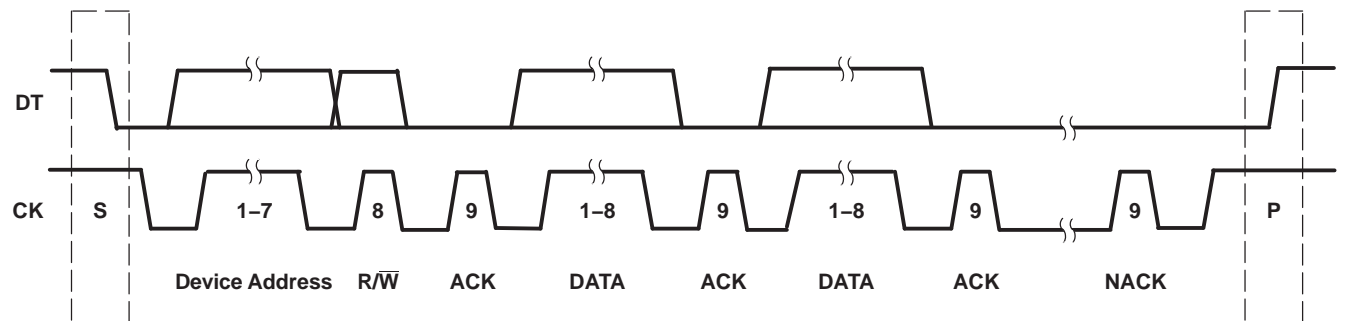 DT
CK S 1–7 8 9 1–8 9 1–8 9 9 P
Device Address R/W̅ ACK DATA ACK DATA ACK NACK